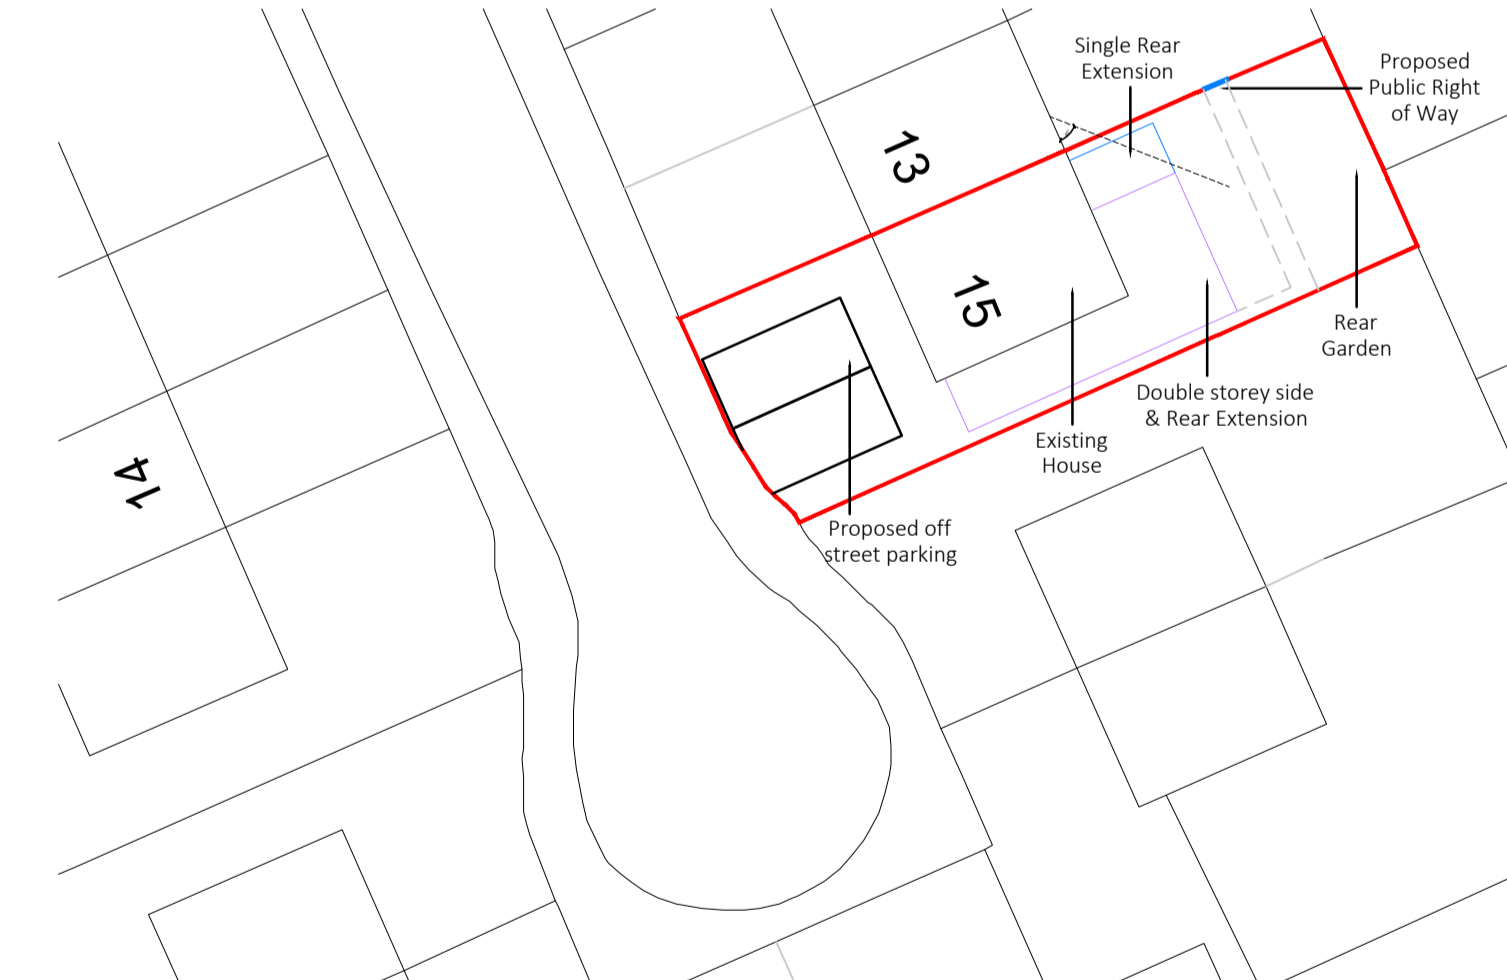 Single Rear
Extension
Proposed
Public Right
of Way
13
15
Rear
Garden
Double storey side
& Rear Extension
Existing
House
14
Proposed off
street parking